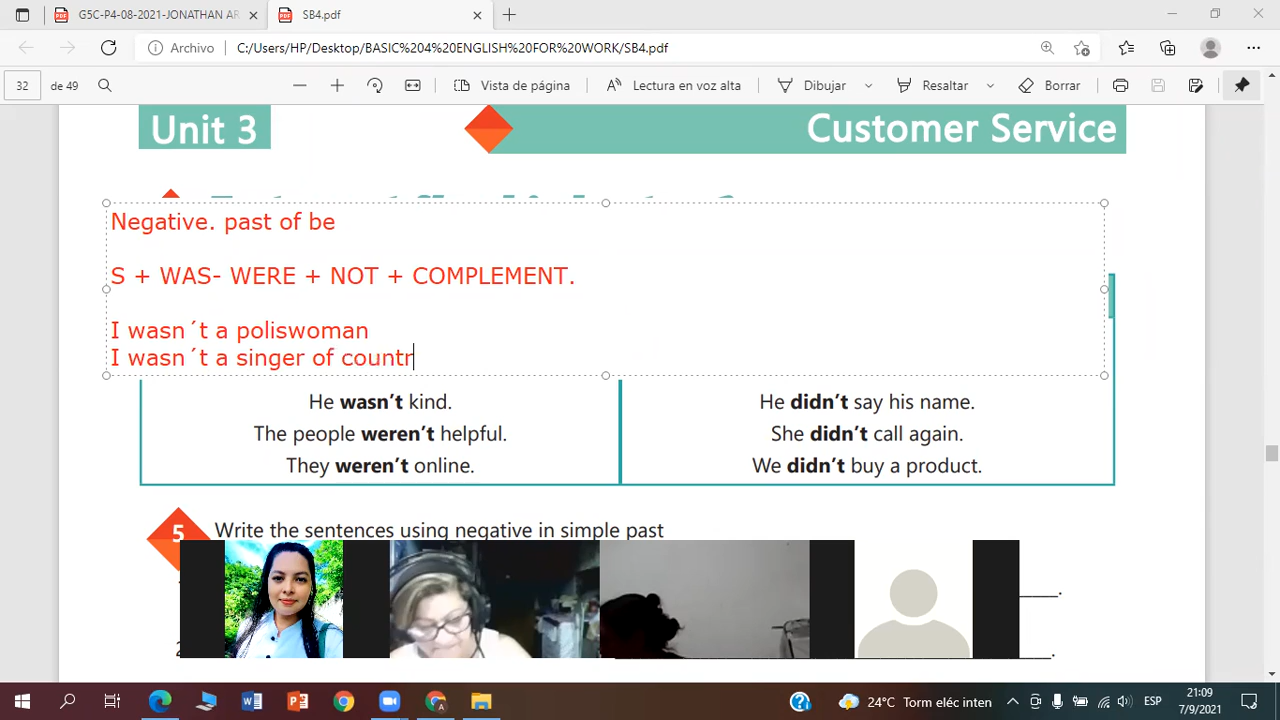 G5C-P4-08-2021-JONATHAN AR
SB4.pdf
Archivo
C:/Users/HP/Desktop/BASIC%204%20ENGLISH%20FOR%20WORK/SB4.pdf
32
de 49
Vista de página
Lectura en voz alta
Dibujar
Resaltar
Borrar
Unit 3
Customer Service
Negative. past of be
S + WAS- WERE + NOT + COMPLEMENT.
I wasn´t a poliswoman
I wasn´t a singer of countr
He wasn't kind.
The people weren't helpful.
They weren't online.
He didn't say his name.
She didn't call again.
We didn't buy a product.
5
Write the sentences using negative in simple past
24°C Torm eléc inten
ESP
21:09
7/9/2021